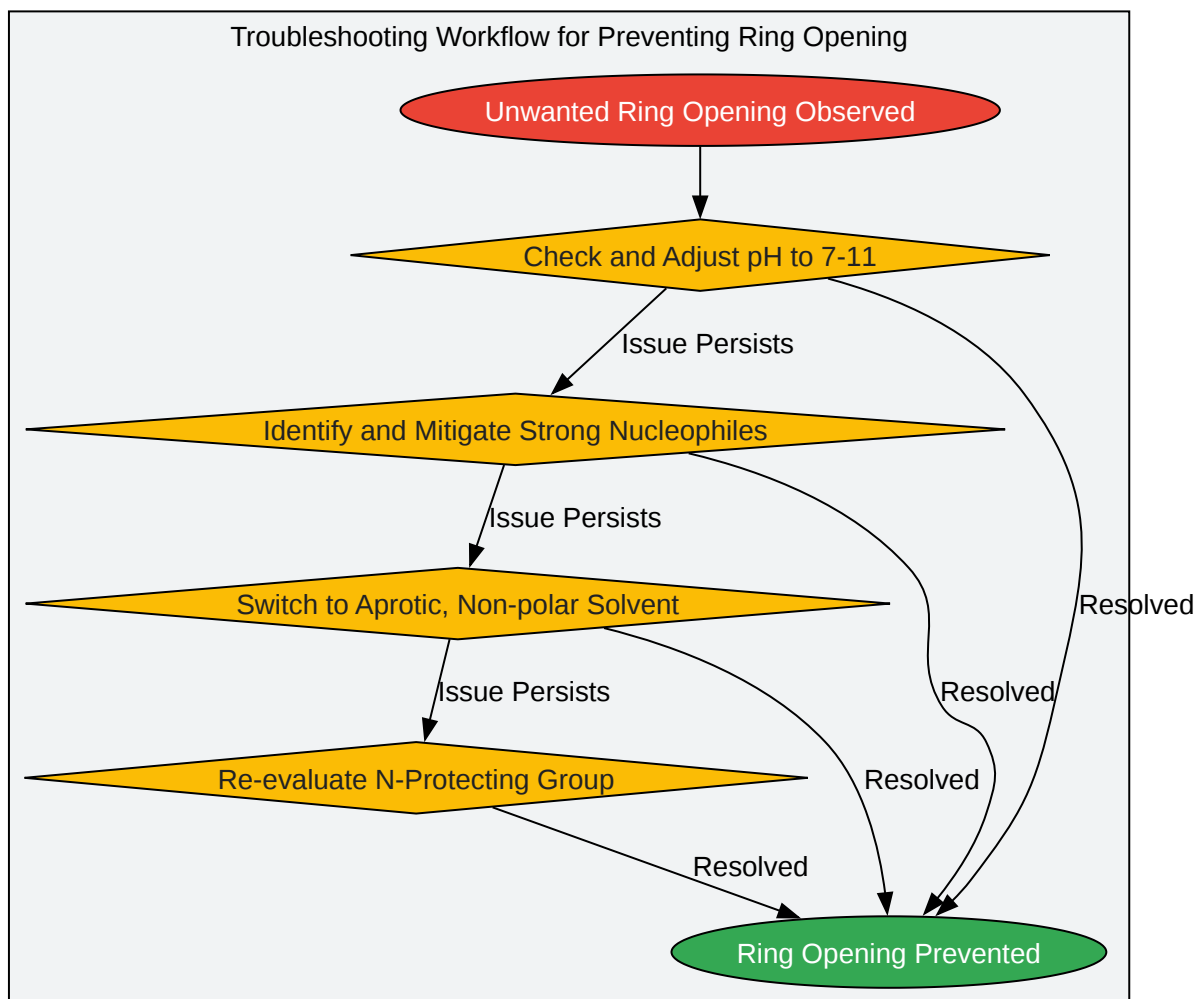 Troubleshooting Workflow for Preventing Ring Opening
Unwanted Ring Opening Observed
Check and Adjust pH to 7-11
Issue Persists
Identify and Mitigate Strong Nucleophiles
Issue Persists
Switch to Aprotic, Non-polar Solvent
Resolved
Issue Persists
Resolved
Re-evaluate N-Protecting Group
Resolved
Resolved
Ring Opening Prevented